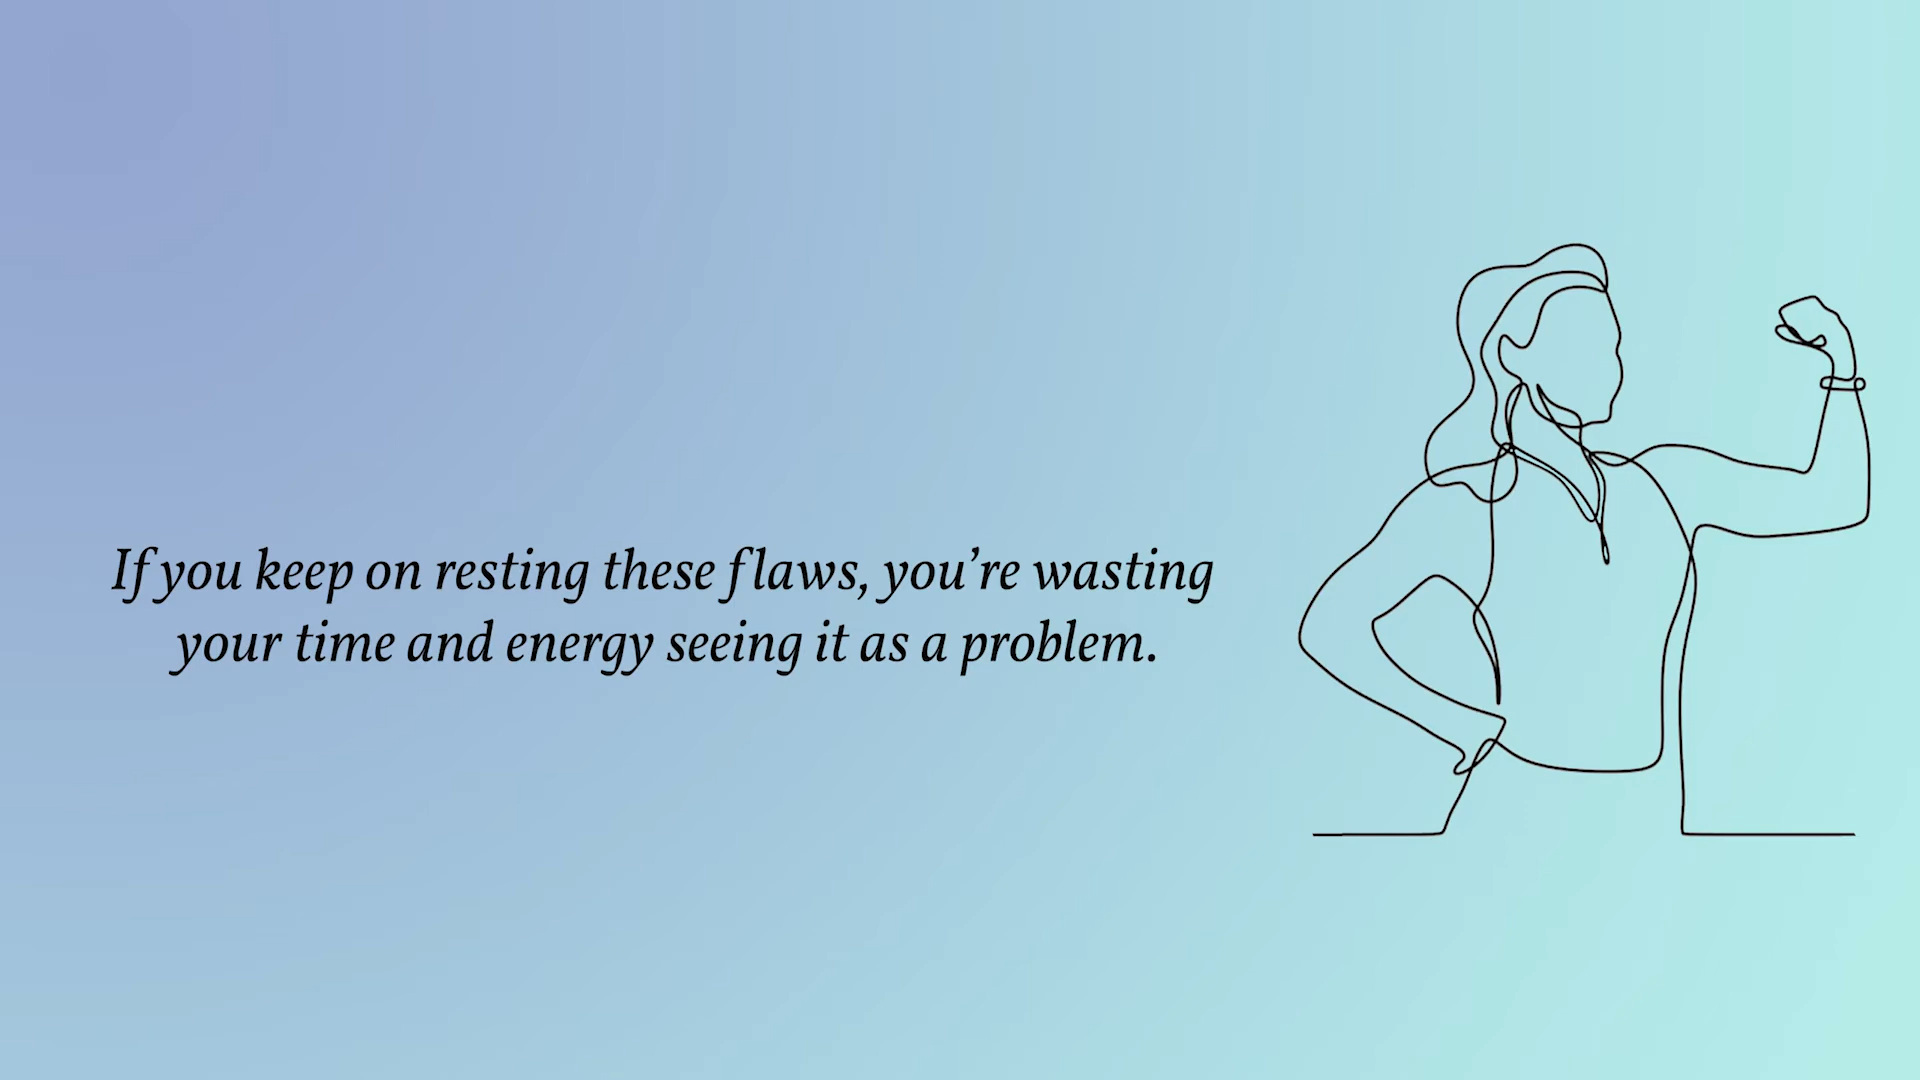 If you keep on resting these flaws, you're wasting
your time and energy seeing it as a problem.